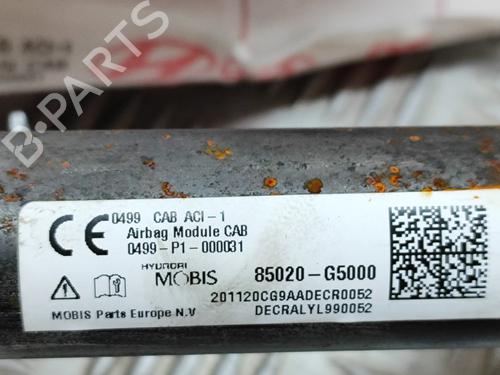 B-PARTS
0499 CAB ACI-1
Airbag Module CAB
0499-P1-000031
HYUNDAI
MOBIS
85020-G5000
201120CG9AADECR0052
MOBIS Parts Europe N.V
DECRALYL990052